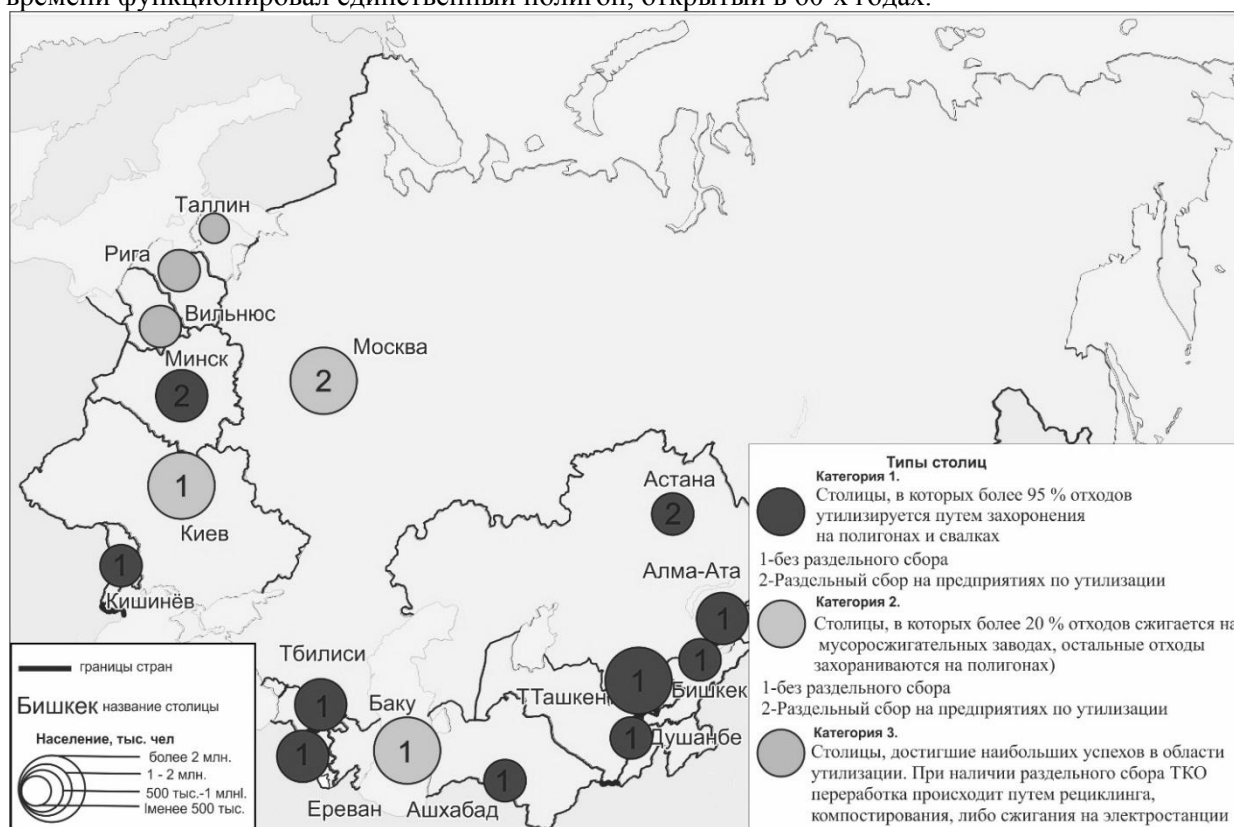 времени функционировал единственный полигон, открытый в 60-х годах.
Таллин
Рига
Вильнюс
Минск
2
Москва
2
1
Киев
1
Кишинёв
Астана
2
Алма-Ата
1
1
Бишкек
ТТашкен
1
1
Душанбе
Тбилиси
1
Баку
1
1
Ереван
Ашхабад
1
границы стран
Бишкек название столицы
Население, тыс. чел
более 2 млн.
1 - 2 млн.
500 тыс.-1 млнl.
lменее 500 тыс.
Типы столиц
Категория 1.
Столицы, в которых более 95 % отходов
утилизируется путем захоронения
на полигонах и свалках
1-без раздельного сбора
2-Раздельный сбор на предприятиях по утилизации
Категория 2.
Столицы, в которых более 20 % отходов сжигается на
мусоросжигательных заводах, остальные отходы
захораниваются на полигонах)
1-без раздельного сбора
2-Раздельный сбор на предприятиях по утилизации
Категория 3.
Столицы, достигшие наибольших успехов в области
утилизации. При наличии раздельного сбора ТКО
переработка происходит путем рециклинга,
компостирования, либо сжигания на электростанции